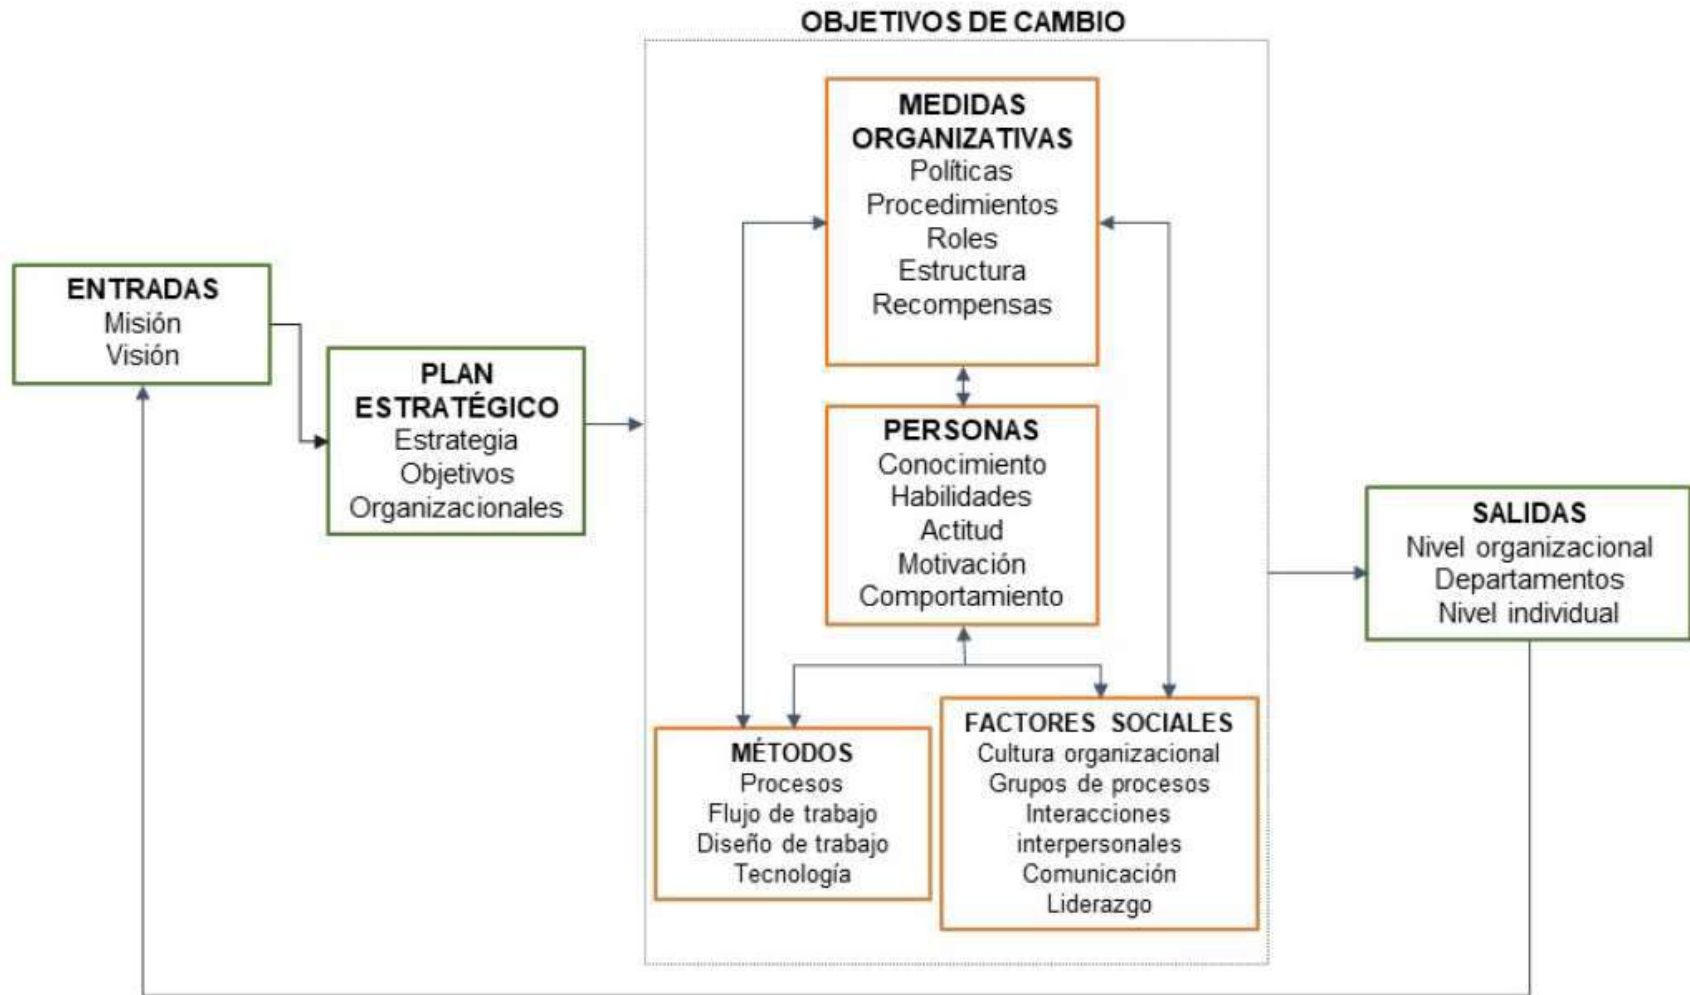 OBJETIVOS DE CAMBIO
MEDIDAS
ORGANIZATIVAS
Políticas
Procedimientos
Roles
Estructura
Recompensas
ENTRADAS
Misión
Visión
PLAN
ESTRATÉGICO
Estrategia
Objetivos
Organizacionales
PERSONAS
Conocimiento
Habilidades
Actitud
Motivación
Comportamiento
SALIDAS
Nivel organizacional
Departamentos
Nivel individual
MÉTODOS
Procesos
Flujo de trabajo
Diseño de trabajo
Tecnología
FACTORES SOCIALES
Cultura organizacional
Grupos de procesos
Interacciones
interpersonales
Comunicación
Liderazgo